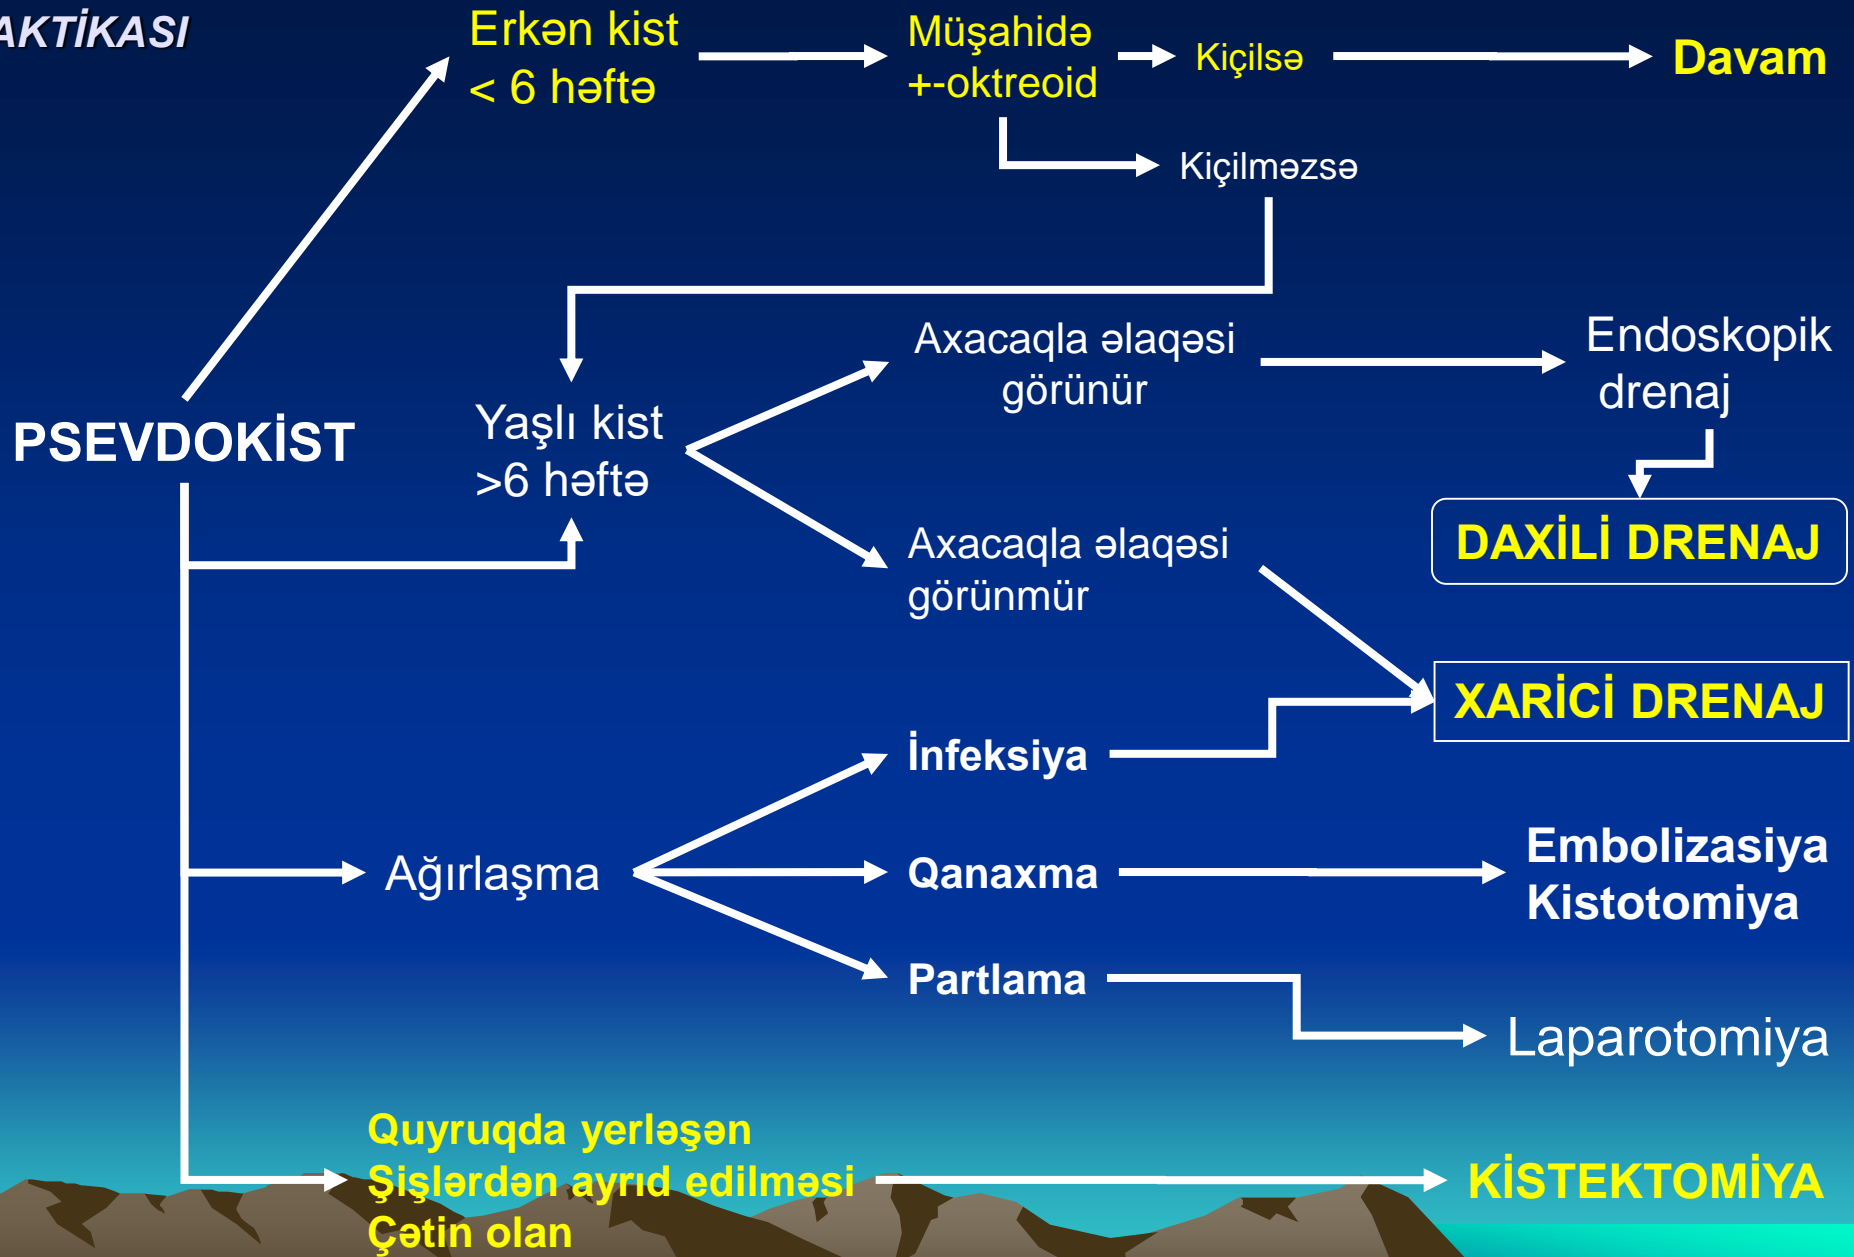 AKTİKASI
Erkən kist
< 6 həftə
Müşahidə
+-oktreoid
Kiçilsə
Davam
Kiçilməzsə
PSEVDOKİST
Yaşlı kist
>6 həftə
Axacaqla əlaqəsi
görünür
Endoskopik
drenaj
DAXİLİ DRENAJ
Axacaqla əlaqəsi
görünmür
XARİCİ DRENAJ
Ağırlaşma
İnfeksiya
Qanaxma
Embolizasiya
Kistotomiya
Partlama
Laparotomiya
Quyruqda yerləşən
Şişlərdən ayrıd edilməsi
Çətin olan
KİSTEKTOMİYA